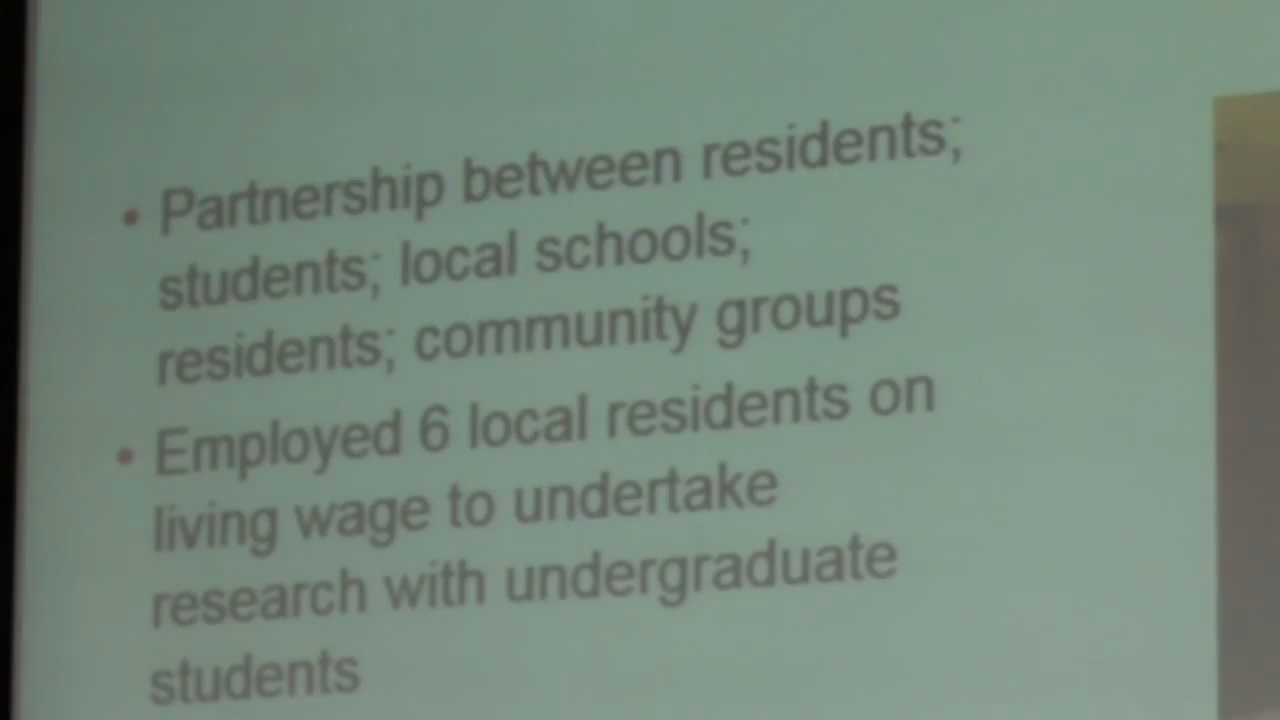 • Partnership between residents;
students; local schools;
residents; community groups
• Employed 6 local residents on
living wage to undertake
research with undergraduate
students